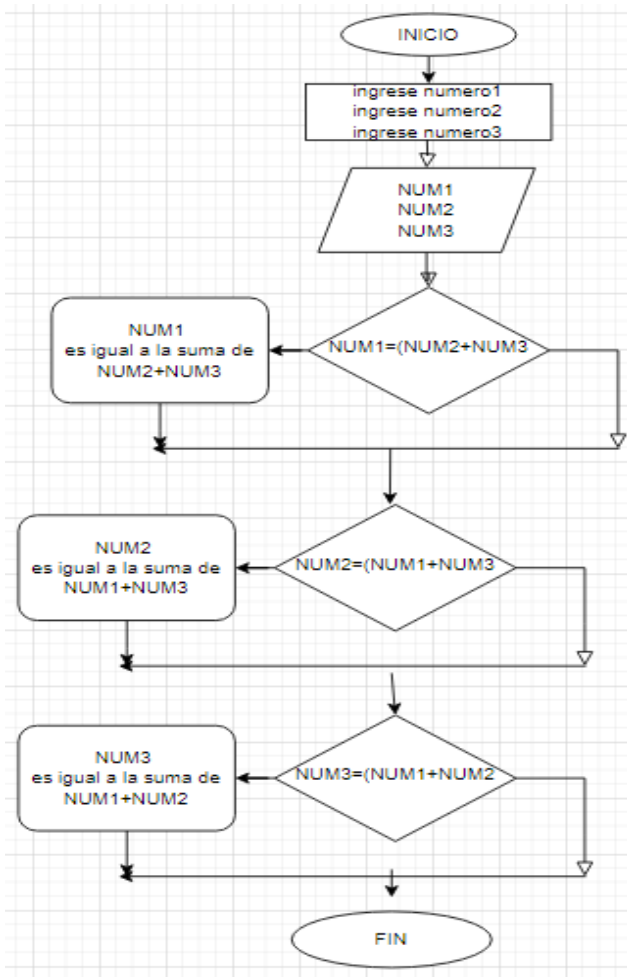 INICIO
ingrese numero1
ingrese numero2
ingrese numero3
NUM1
NUM2
NUM3
NUM1=(NUM2+NUM3
NUM1
es igual a la suma de
NUM2+NUM3
NUM2=(NUM1+NUM3
NUM2
es igual a la suma de
NUM1+NUM3
NUM3=(NUM1+NUM2
NUM3
es igual a la suma de
NUM1+NUM2
FIN